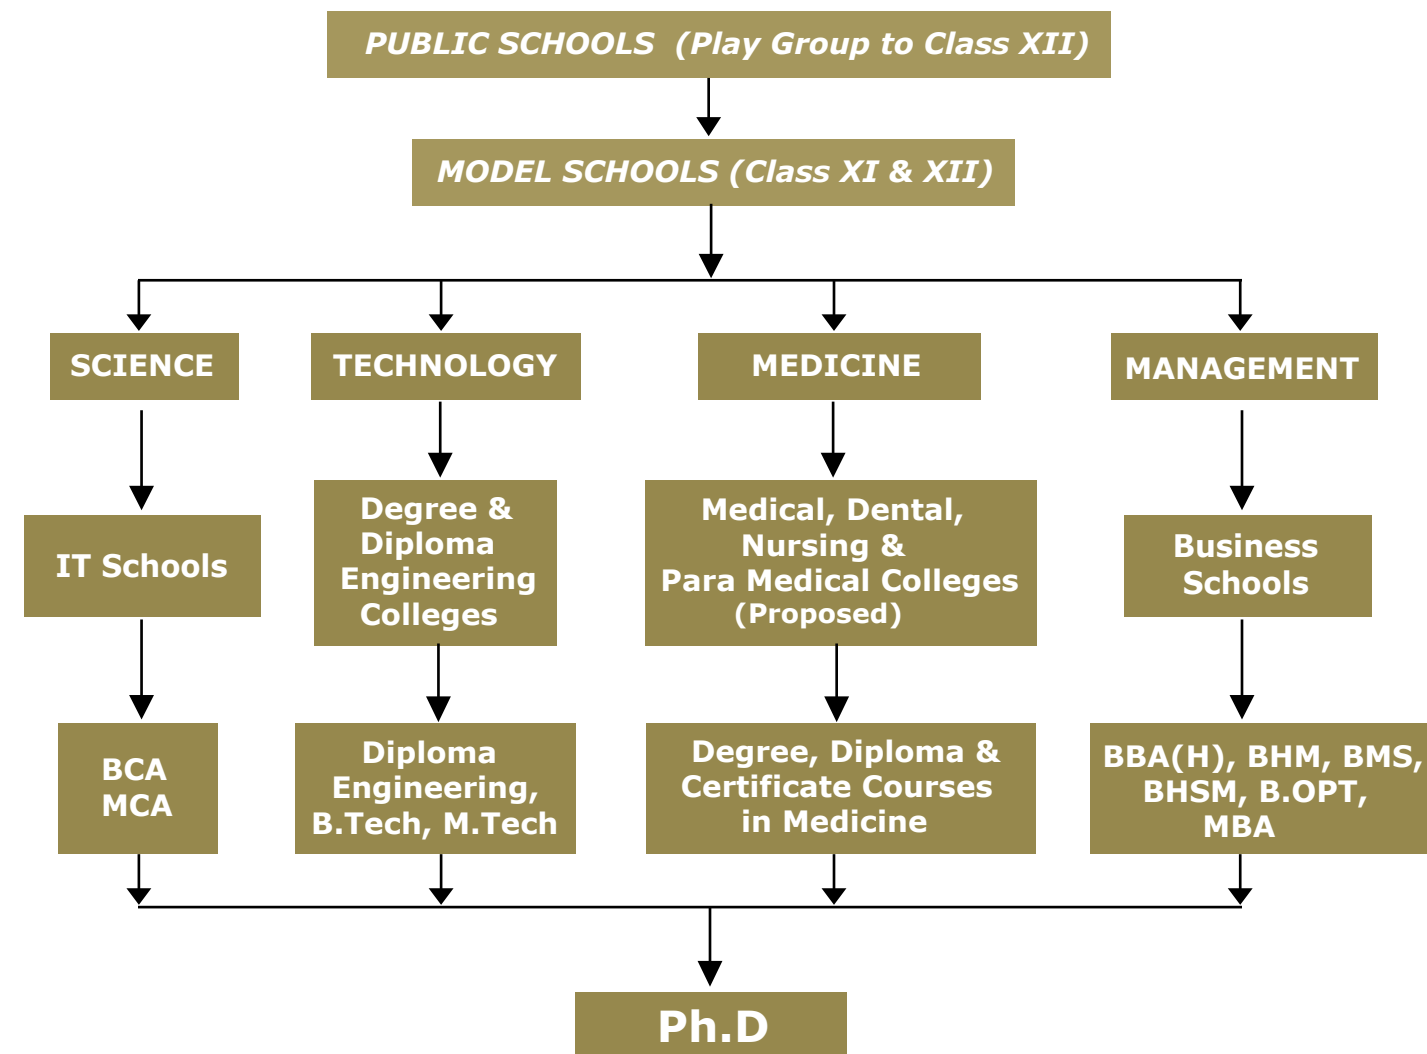 PUBLIC SCHOOLS (Play Group to Class XII)
MODEL SCHOOLS (Class XI & XII)
SCIENCE
TECHNOLOGY
MEDICINE
MANAGEMENT
IT Schools
Degree &
Diploma
Engineering
Colleges
Medical, Dental,
Nursing &
Para Medical Colleges
(Proposed)
Business
Schools
BCA
MCA
Diploma
Engineering,
B.Tech, M.Tech
Degree, Diploma &
Certificate Courses
in Medicine
BBA(H), BHM, BMS,
BHSM, B.OPT,
MBA
Ph.D